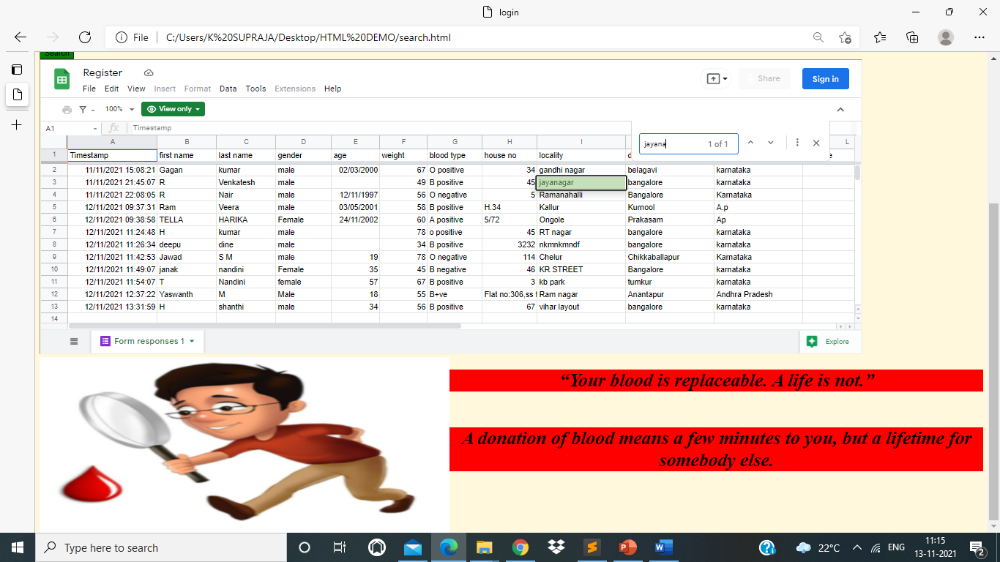 login
File C:/Users/K%20SUPRAJA/Desktop/HTML%20DEMO/search.html
Search
Register
File Edit View Insert Format Data Tools Extensions Help
Share
Sign in
100% View only
A1 fx Timestamp
jayana 1 of 1
A B C D E F G H I L
1 Timestamp first name last name gender age weight blood type house no locality
2 11/11/2021 15:08:21 Gagan kumar male 02/03/2000 67 O positive 34 gandhi nagar belagavi karnataka
3 11/11/2021 21:45:07 R Venkatesh male 49 B positive 45 jayanagar bangalore karnataka
4 11/11/2021 22:08:05 R Nair male 12/11/1997 56 O negative 5 Ramanahalli Bangalore Karnataka
5 12/11/2021 09:37:31 Ram Veera male 03/05/2001 58 B positive H.34 Kallur Kurnool A.p
6 12/11/2021 09:38:58 TELLA HARIKA Female 24/11/2002 60 A positive 5/72 Ongole Prakasam Ap
7 12/11/2021 11:24:48 H kumar male 78 o positive 45 RT nagar bangalore karnataka
8 12/11/2021 11:26:34 deepu dine male 34 B positive 3232 nkmnkmndf bangalore karnataka
9 12/11/2021 11:42:53 Jawad S M male 19 78 O negative 114 Chelur Chikkaballapur Karnataka
10 12/11/2021 11:49:07 janak nandini Female 35 45 B negative 46 KR STREET Bangalore Karnataka
11 12/11/2021 11:54:07 T Nandini female 57 67 B positive 3 kb park tumkur karnataka
12 12/11/2021 12:37:22 Yaswanth M Male 18 55 B+ve Flat no:306,ss Ram nagar Anantapur Andhra Pradesh
13 12/11/2021 13:31:59 H shanthi male 34 56 B positive 67 vihar layout bangalore karnataka
14
Form responses 1
Explore
“Your blood is replaceable. A life is not.”
A donation of blood means a few minutes to you, but a lifetime for
somebody else.
Type here to search
22°C ENG 11:15
13-11-2021
2